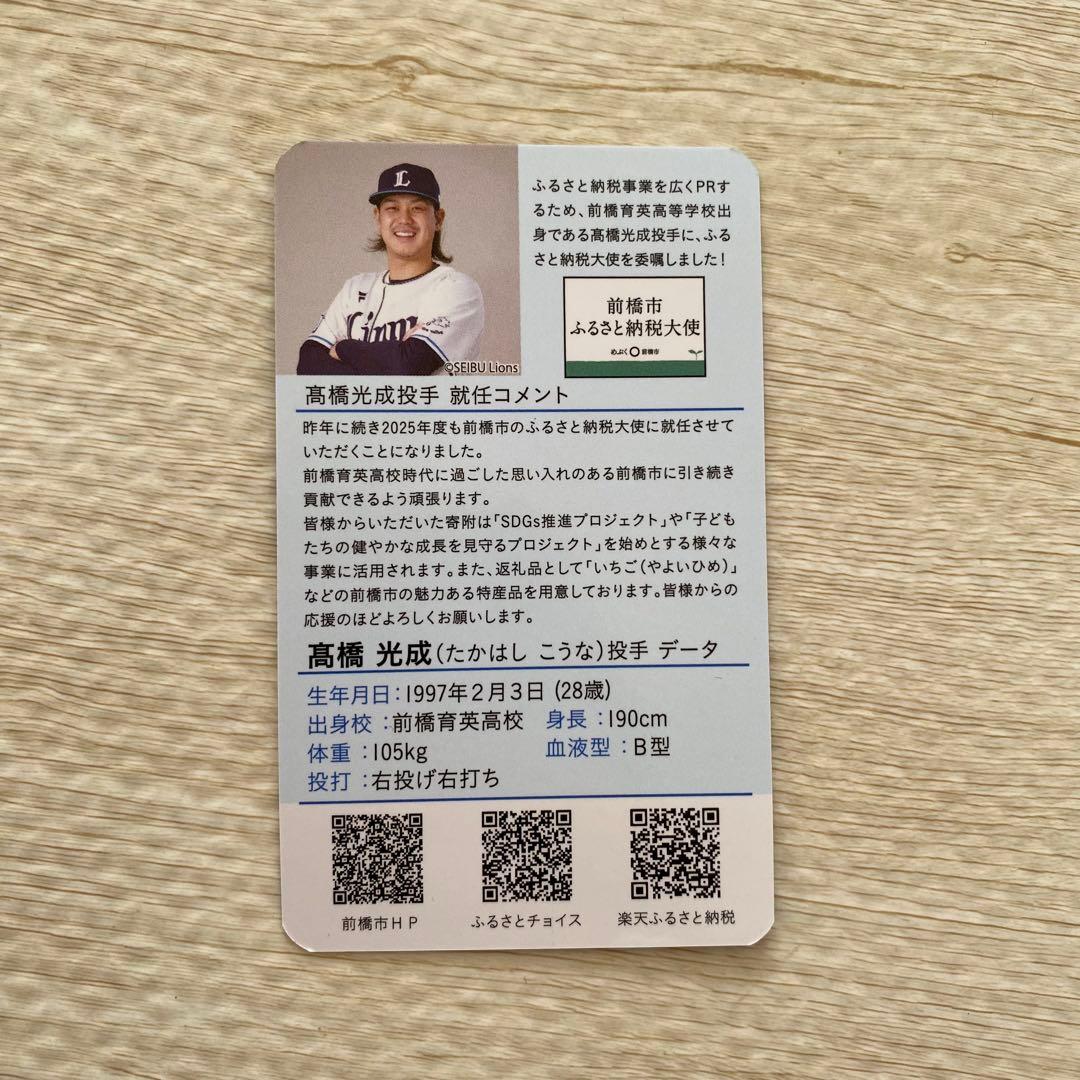 L
Lions
©SEIBU Lions
ふるさと納税事業を広くPRす
るため、前橋育英高等学校出
身である髙橋光成投手に、ふる
さと納税大使を委嘱しました！
前橋市
ふるさと納税大使
めぶく 前橋市
髙橋光成投手 就任コメント
昨年に続き2025年度も前橋市のふるさと納税大使に就任させて
いただくことになりました。
前橋育英高校時代に過ごした思い入れのある前橋市に引き続き
貢献できるよう頑張ります。
皆様からいただいた寄附は「SDGs推進プロジェクト」や「子ども
たちの健やかな成長を見守るプロジェクト」を始めとする様々な
事業に活用されます。また、返礼品として「いちご(やよいひめ)」
などの前橋市の魅力ある特産品を用意しております。皆様からの
応援のほどよろしくお願いします。
髙橋 光成(たかはし こうな)投手 データ
生年月日：1997年2月3日 (28歳)
出身校：前橋育英高校 身長：190cm
体重：105kg 血液型：B型
投打：右投げ右打ち
前橋市HP ふるさとチョイス 楽天ふるさと納税